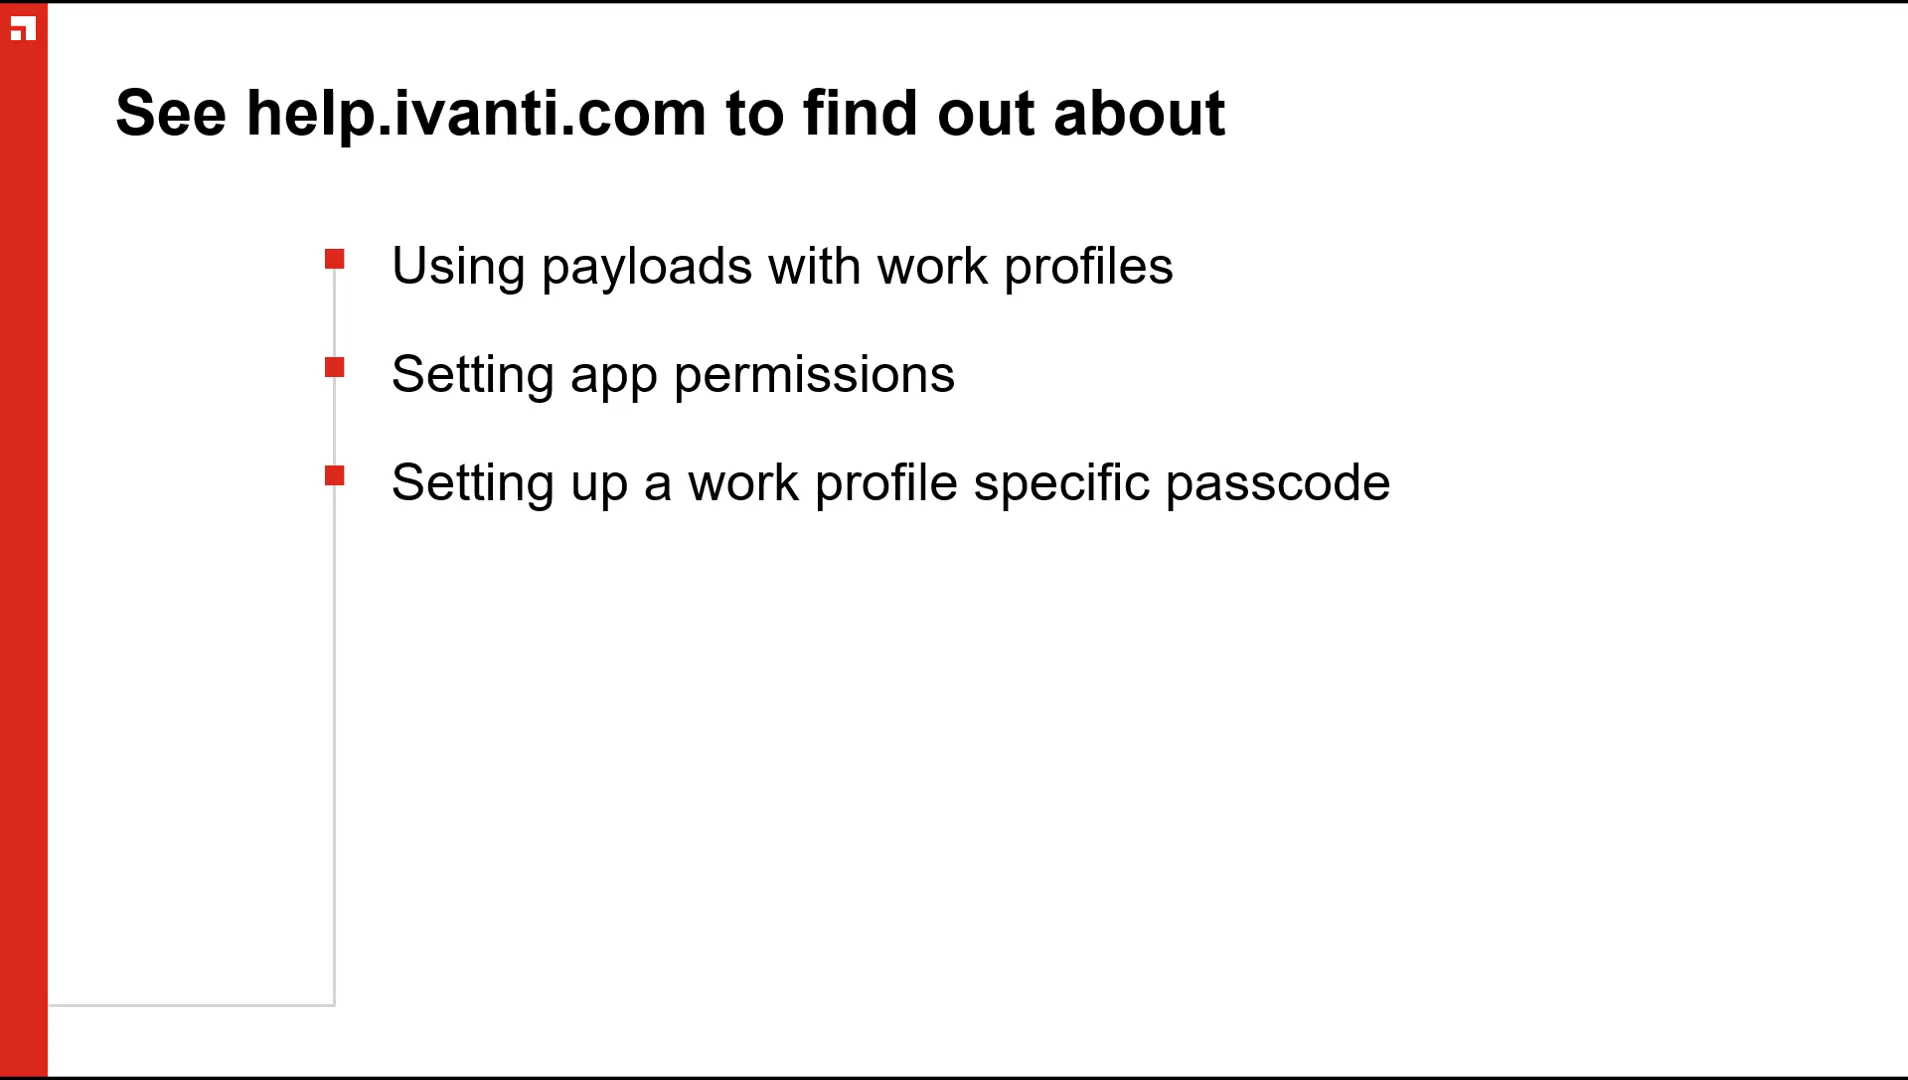 See help.ivanti.com to find out about
Using payloads with work profiles
Setting app permissions
Setting up a work profile specific passcode